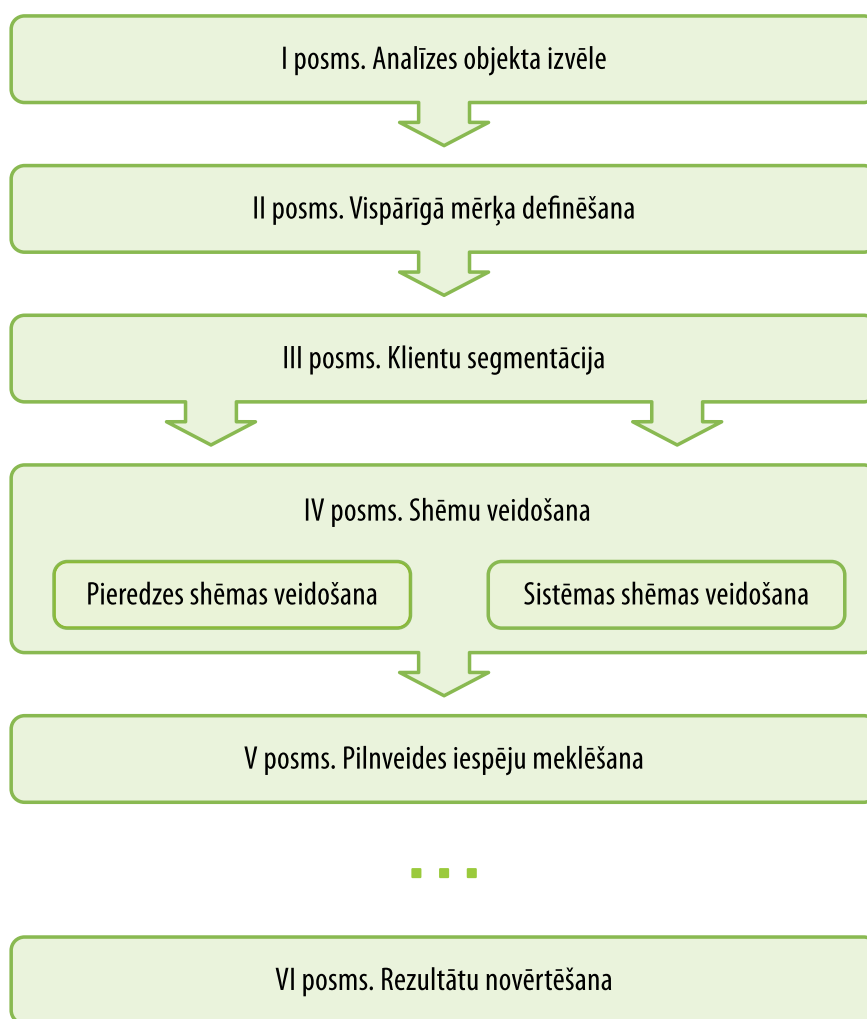 I posms. Analīzes objekta izvēle
II posms. Vispārīgā mērķa definēšana
III posms. Klientu segmentācija
IV posms. Shēmu veidošana
Pieredzes shēmas veidošana
Sistēmas shēmas veidošana
V posms. Pilnveides iespēju meklēšana
...
VI posms. Rezultātu novērtēšana